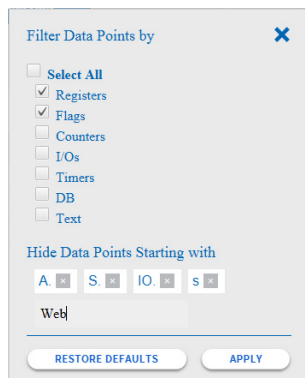 Filter Data Points by
Select All
Registers
Flags
Counters
I/Os
Timers
DB
Text
Hide Data Points Starting with
A. S. IO. s
Web
RESTORE DEFAULTS APPLY